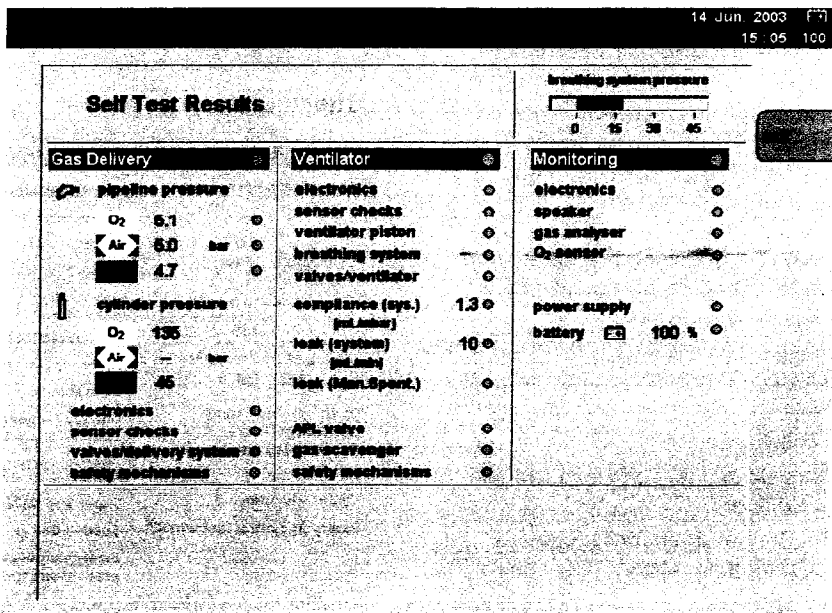 14 Jun. 2003
15:05 100
breathing system pressure
Self Test Results
0 15 30 45
Gas Delivery
pipeline pressure
O₂ 5.1
Air 5.0 bar
4.7
cylinder pressure
O₂ 135
Air – bar
45
electronics
sensor checks
valves/delivery system
safety mechanisms
Ventilator
electronics
sensor checks
ventilator piston
breathing system
valves/ventilator
compliance (sys.) 1.3
[mL/mbar]
leak (system) 10
[mL/min]
leak (Man.Spont.)
APL valve
gas scavenger
safety mechanisms
Monitoring
electronics
speaker
gas analyser
O₂ sensor
power supply
battery 100 %